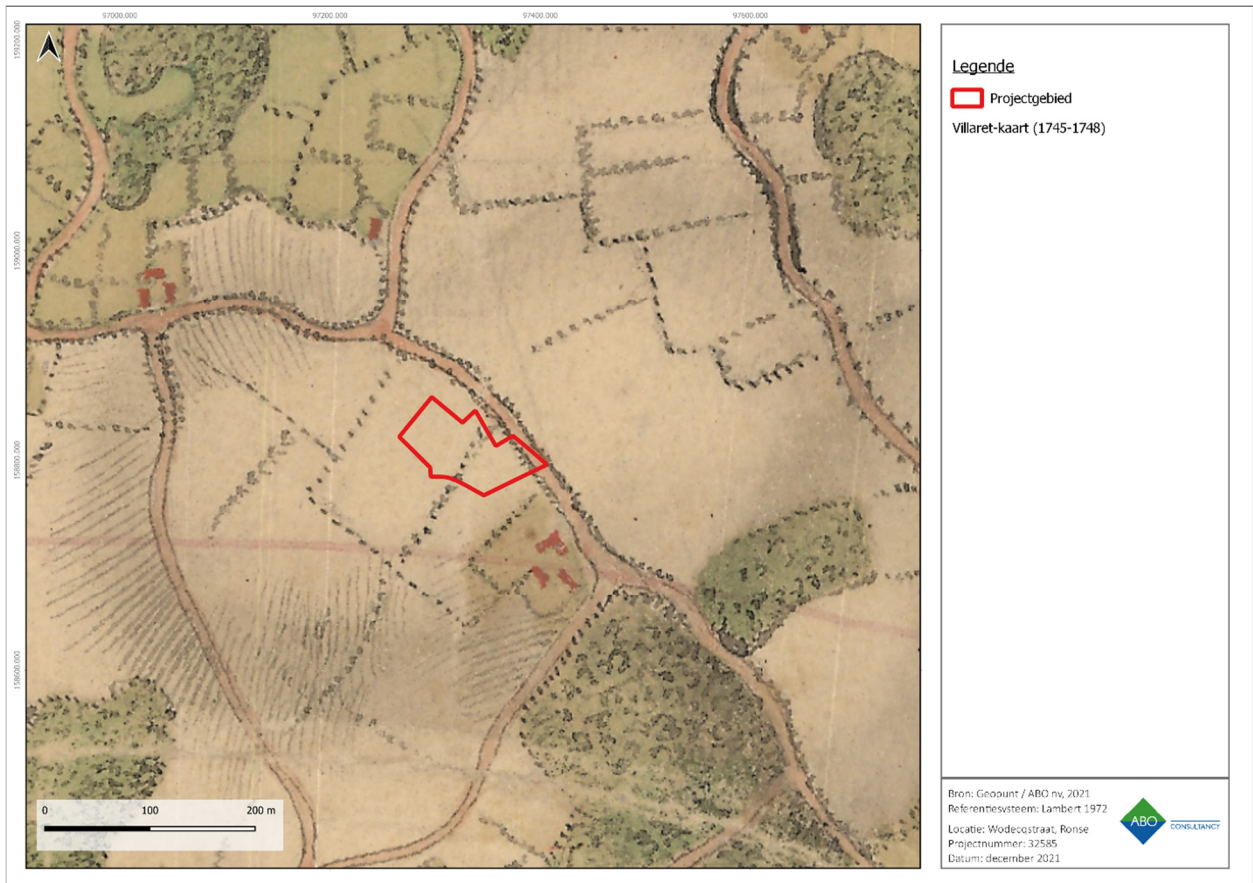 97000.000
97200.000
97400.000
97600.000
159200.000
159000.000
158800.000
158600.000
0
100
200 m
Legende
Projectgebied
Villaret-kaart (1745-1748)
Bron: Geopunt / ABO nv, 2021
Referentiesysteem: Lambert 1972
Locatie: Wodecqstraat, Ronse
Projectnummer: 32585
Datum: december 2021
ABO
CONSULTANCY